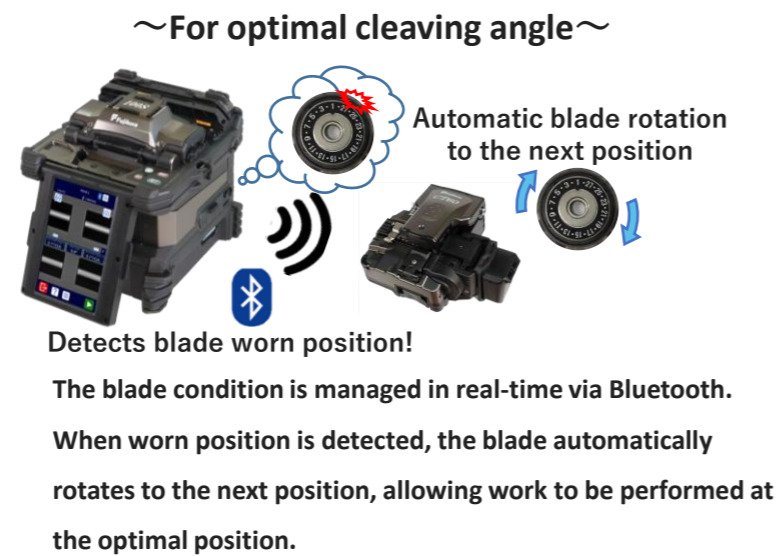 ～For optimal cleaving angle～
Fujikura
Automatic blade rotation
to the next position
Detects blade worn position!
The blade condition is managed in real-time via Bluetooth.
When worn position is detected, the blade automatically
rotates to the next position, allowing work to be performed at
the optimal position.